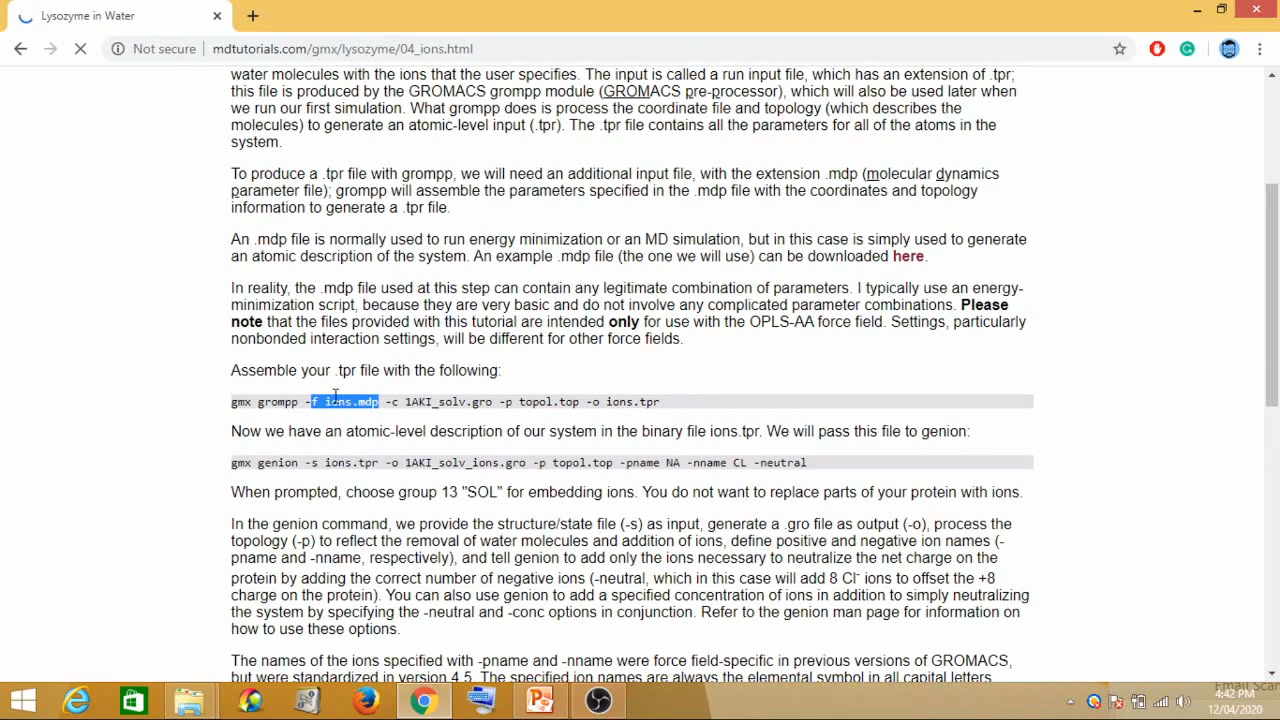 Lysozyme in Water
Not secure
mdtutorials.com/gmx/lysozyme/04_ions.html
water molecules with the ions that the user specifies. The input is called a run input file, which has an extension of .tpr;
this file is produced by the GROMACS grompp module (GROMACS pre-processor), which will also be used later when
we run our first simulation. What grompp does is process the coordinate file and topology (which describes the
molecules) to generate an atomic-level input (.tpr). The .tpr file contains all the parameters for all of the atoms in the
system.
To produce a .tpr file with grompp, we will need an additional input file, with the extension .mdp (molecular dynamics
parameter file); grompp will assemble the parameters specified in the .mdp file with the coordinates and topology
information to generate a .tpr file.
An .mdp file is normally used to run energy minimization or an MD simulation, but in this case is simply used to generate
an atomic description of the system. An example .mdp file (the one we will use) can be downloaded here.
In reality, the .mdp file used at this step can contain any legitimate combination of parameters. I typically use an energy-
minimization script, because they are very basic and do not involve any complicated parameter combinations. Please
note that the files provided with this tutorial are intended only for use with the OPLS-AA force field. Settings, particularly
nonbonded interaction settings, will be different for other force fields.
Assemble your .tpr file with the following:
gmx grompp -f ions.mdp -c 1AKI_solv.gro -p topol.top -o ions.tpr
Now we have an atomic-level description of our system in the binary file ions.tpr. We will pass this file to genion:
gmx genion -s ions.tpr -o 1AKI_solv_ions.gro -p topol.top -pname NA -nname CL -neutral
When prompted, choose group 13 "SOL" for embedding ions. You do not want to replace parts of your protein with ions.
In the genion command, we provide the structure/state file (-s) as input, generate a .gro file as output (-o), process the
topology (-p) to reflect the removal of water molecules and addition of ions, define positive and negative ion names (-
pname and -nname, respectively), and tell genion to add only the ions necessary to neutralize the net charge on the
protein by adding the correct number of negative ions (-neutral, which in this case will add 8 Cl- ions to offset the +8
charge on the protein). You can also use genion to add a specified concentration of ions in addition to simply neutralizing
the system by specifying the -neutral and -conc options in conjunction. Refer to the genion man page for information on
how to use these options.
The names of the ions specified with -pname and -nname were force field-specific in previous versions of GROMACS,
but were standardized in version 4.5. The specified ion names are always the elemental symbol in all capital letters
Email Scan
4:42 PM
12/04/2020